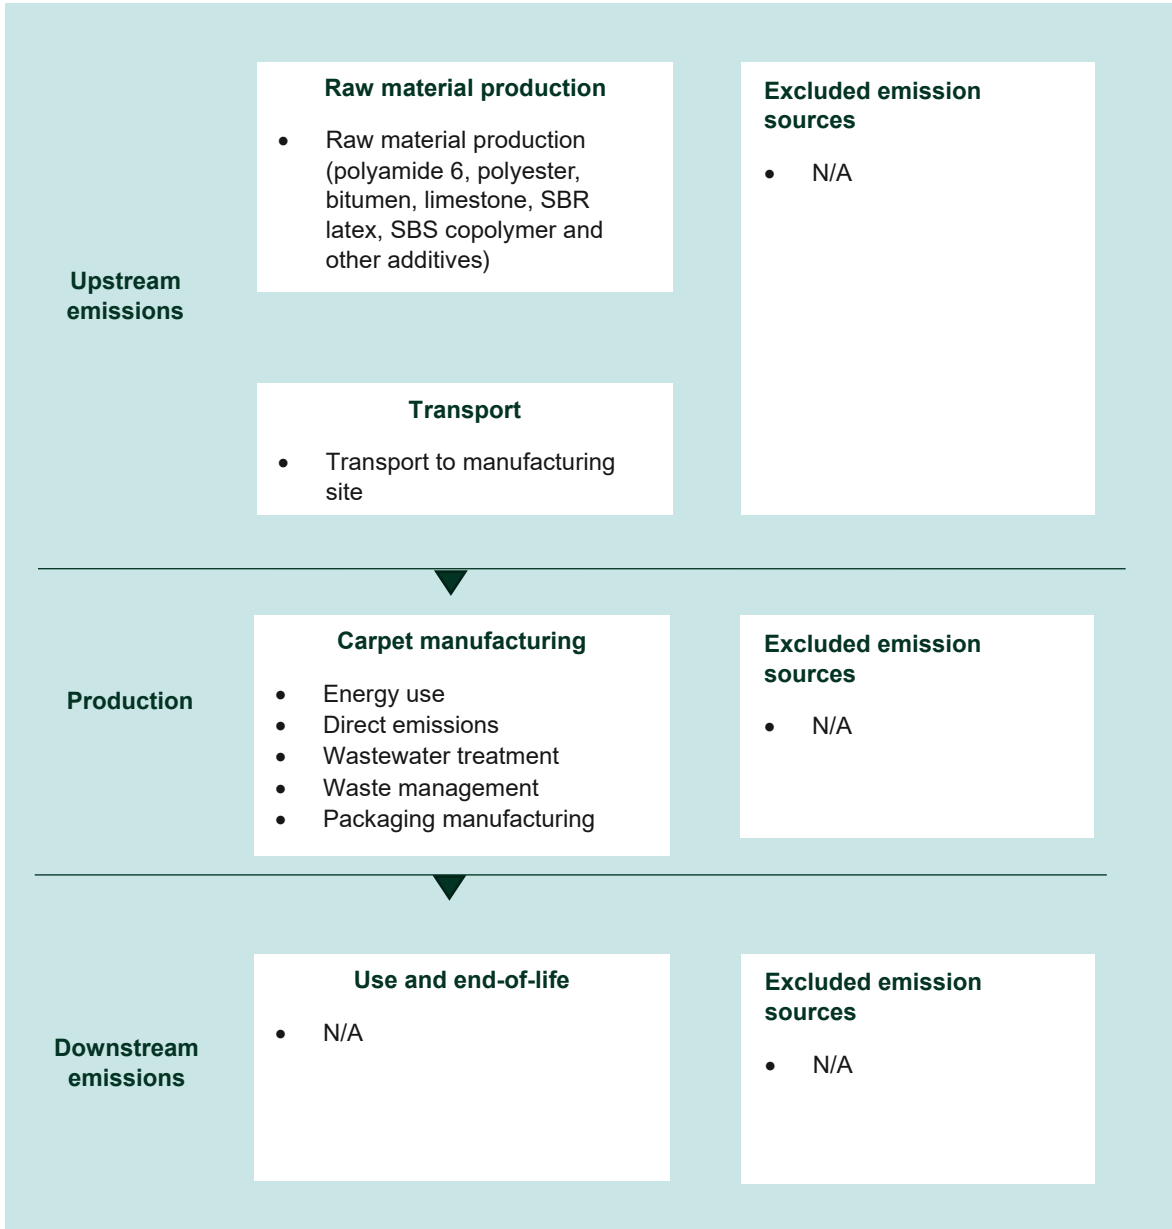 Raw material production
• Raw material production
(polyamide 6, polyester,
bitumen, limestone, SBR
latex, SBS copolymer and
other additives)
Excluded emission
sources
• N/A
Upstream
emissions
Transport
• Transport to manufacturing
site
Production
Carpet manufacturing
• Energy use
• Direct emissions
• Wastewater treatment
• Waste management
• Packaging manufacturing
Excluded emission
sources
• N/A
Downstream
emissions
Use and end-of-life
• N/A
Excluded emission
sources
• N/A